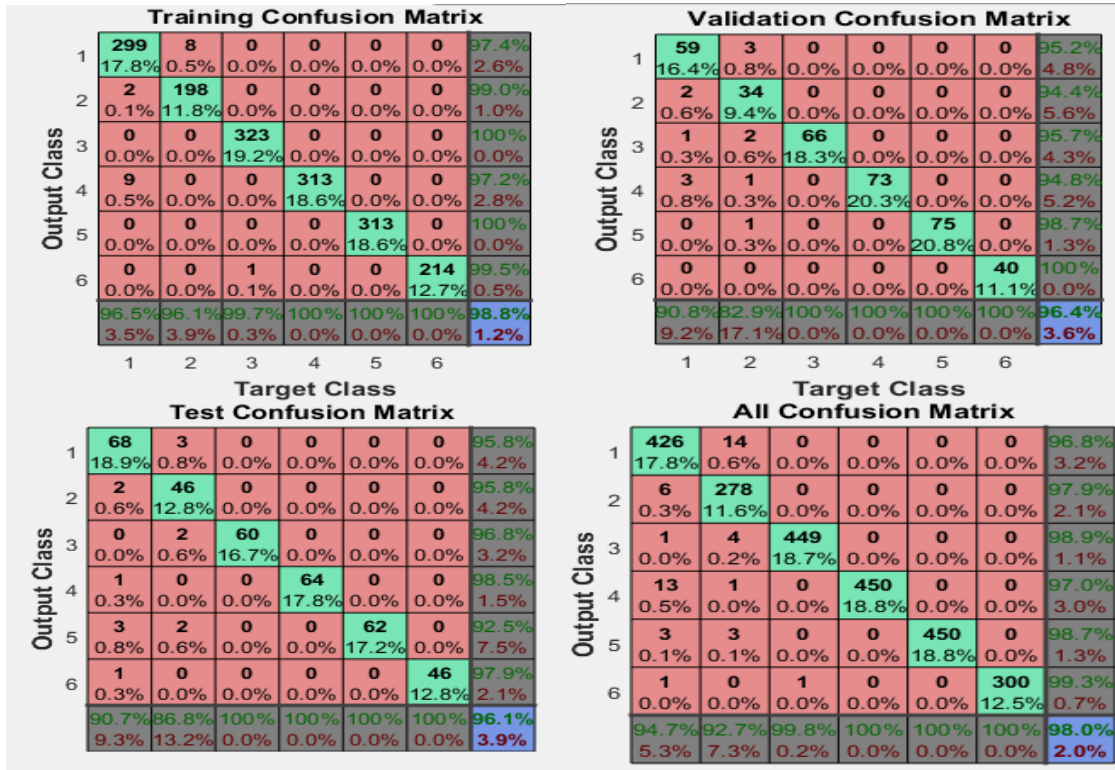 Training Confusion Matrix
299 8 0 0 0 0 97.4%
1
17.8% 0.5% 0.0% 0.0% 0.0% 0.0% 2.6%
2 198 0 0 0 0 99.0%
2
0.1% 11.8% 0.0% 0.0% 0.0% 0.0% 1.0%
0 0 323 0 0 0 100%
3
0.0% 0.0% 19.2% 0.0% 0.0% 0.0% 0.0%
9 0 0 313 0 0 97.2%
4
0.5% 0.0% 0.0% 18.6% 0.0% 0.0% 2.8%
0 0 0 0 313 0 100%
5
0.0% 0.0% 0.0% 0.0% 18.6% 0.0% 0.0%
0 0 1 0 0 214 99.5%
6
0.0% 0.0% 0.1% 0.0% 0.0% 12.7% 0.5%
96.5% 96.1% 99.7% 100% 100% 100% 98.8%
3.5% 3.9% 0.3% 0.0% 0.0% 0.0% 1.2%
1 2 3 4 5 6
Output Class
Target Class
Validation Confusion Matrix
59 3 0 0 0 0 95.2%
1
16.4% 0.8% 0.0% 0.0% 0.0% 0.0% 4.8%
2 34 0 0 0 0 94.4%
2
0.6% 9.4% 0.0% 0.0% 0.0% 0.0% 5.6%
1 2 66 0 0 0 95.7%
3
0.3% 0.6% 18.3% 0.0% 0.0% 0.0% 4.3%
3 1 0 73 0 0 94.8%
4
0.8% 0.3% 0.0% 20.3% 0.0% 0.0% 5.2%
0 1 0 0 75 0 98.7%
5
0.0% 0.3% 0.0% 0.0% 20.8% 0.0% 1.3%
0 0 0 0 0 40 100%
6
0.0% 0.0% 0.0% 0.0% 0.0% 11.1% 0.0%
90.8% 82.9% 100% 100% 100% 100% 96.4%
9.2% 17.1% 0.0% 0.0% 0.0% 0.0% 3.6%
1 2 3 4 5 6
Output Class
Target Class
Test Confusion Matrix
68 3 0 0 0 0 95.8%
1
18.9% 0.8% 0.0% 0.0% 0.0% 0.0% 4.2%
2 46 0 0 0 0 95.8%
2
0.6% 12.8% 0.0% 0.0% 0.0% 0.0% 4.2%
0 2 60 0 0 0 96.8%
3
0.0% 0.6% 16.7% 0.0% 0.0% 0.0% 3.2%
1 0 0 64 0 0 98.5%
4
0.3% 0.0% 0.0% 17.8% 0.0% 0.0% 1.5%
3 2 0 0 62 0 92.5%
5
0.8% 0.6% 0.0% 0.0% 17.2% 0.0% 7.5%
1 0 0 0 0 46 97.9%
6
0.3% 0.0% 0.0% 0.0% 0.0% 12.8% 2.1%
90.7% 86.8% 100% 100% 100% 100% 96.1%
9.3% 13.2% 0.0% 0.0% 0.0% 0.0% 3.9%
Output Class
All Confusion Matrix
426 14 0 0 0 0 96.8%
1
17.8% 0.6% 0.0% 0.0% 0.0% 0.0% 3.2%
6 278 0 0 0 0 97.9%
2
0.3% 11.6% 0.0% 0.0% 0.0% 0.0% 2.1%
1 4 449 0 0 0 98.9%
3
0.0% 0.2% 18.7% 0.0% 0.0% 0.0% 1.1%
13 1 0 450 0 0 97.0%
4
0.5% 0.0% 0.0% 18.8% 0.0% 0.0% 3.0%
3 3 0 0 450 0 98.7%
5
0.1% 0.1% 0.0% 0.0% 18.8% 0.0% 1.3%
1 0 1 0 0 300 99.3%
6
0.0% 0.0% 0.0% 0.0% 0.0% 12.5% 0.7%
94.7% 92.7% 99.8% 100% 100% 100% 98.0%
5.3% 7.3% 0.2% 0.0% 0.0% 0.0% 2.0%
Output Class